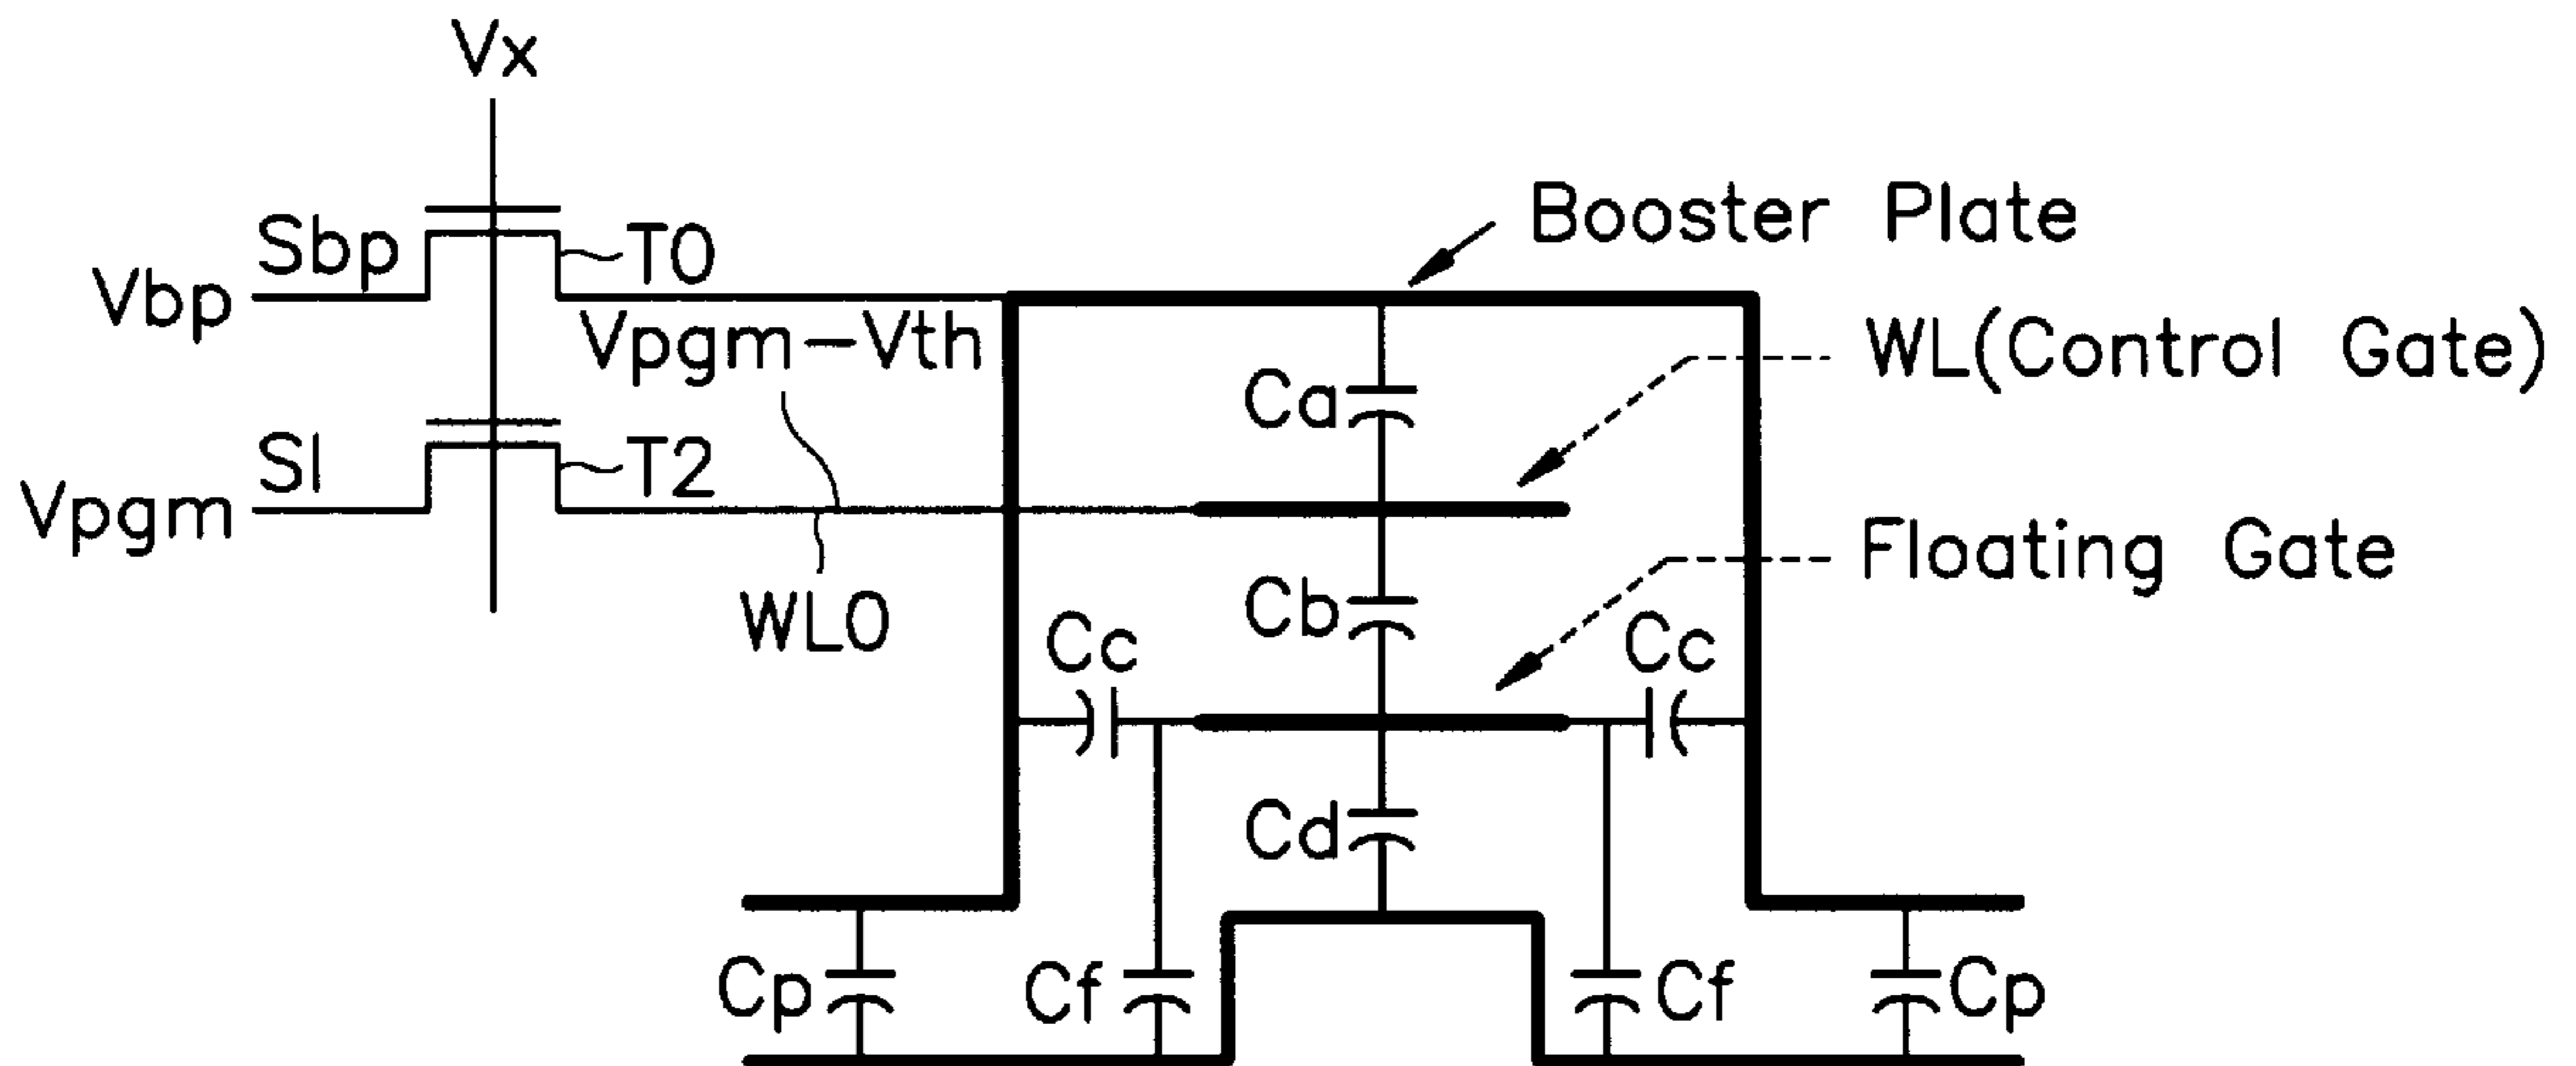 Vx
Booster Plate
Sbp
T0
Vbp
Vpgm-Vth
WL(Control Gate)
Ca
Sl
T2
Vpgm
Floating Gate
Cb
WL0
Cc
Cc
Cd
Cp
Cf
Cf
Cp